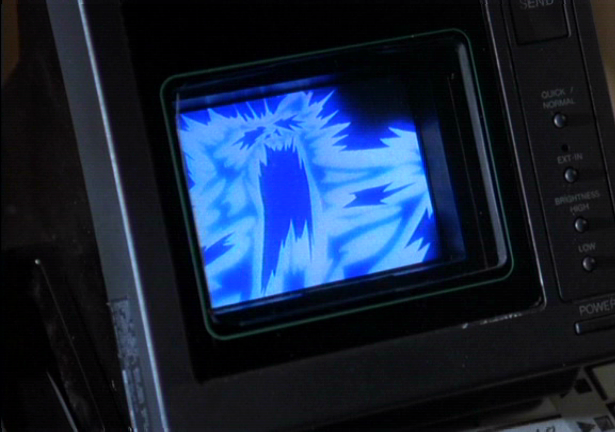 SEND
QUICK /
NORMAL
EXT-IN
BRIGHTNESS
HIGH
LOW
POWER